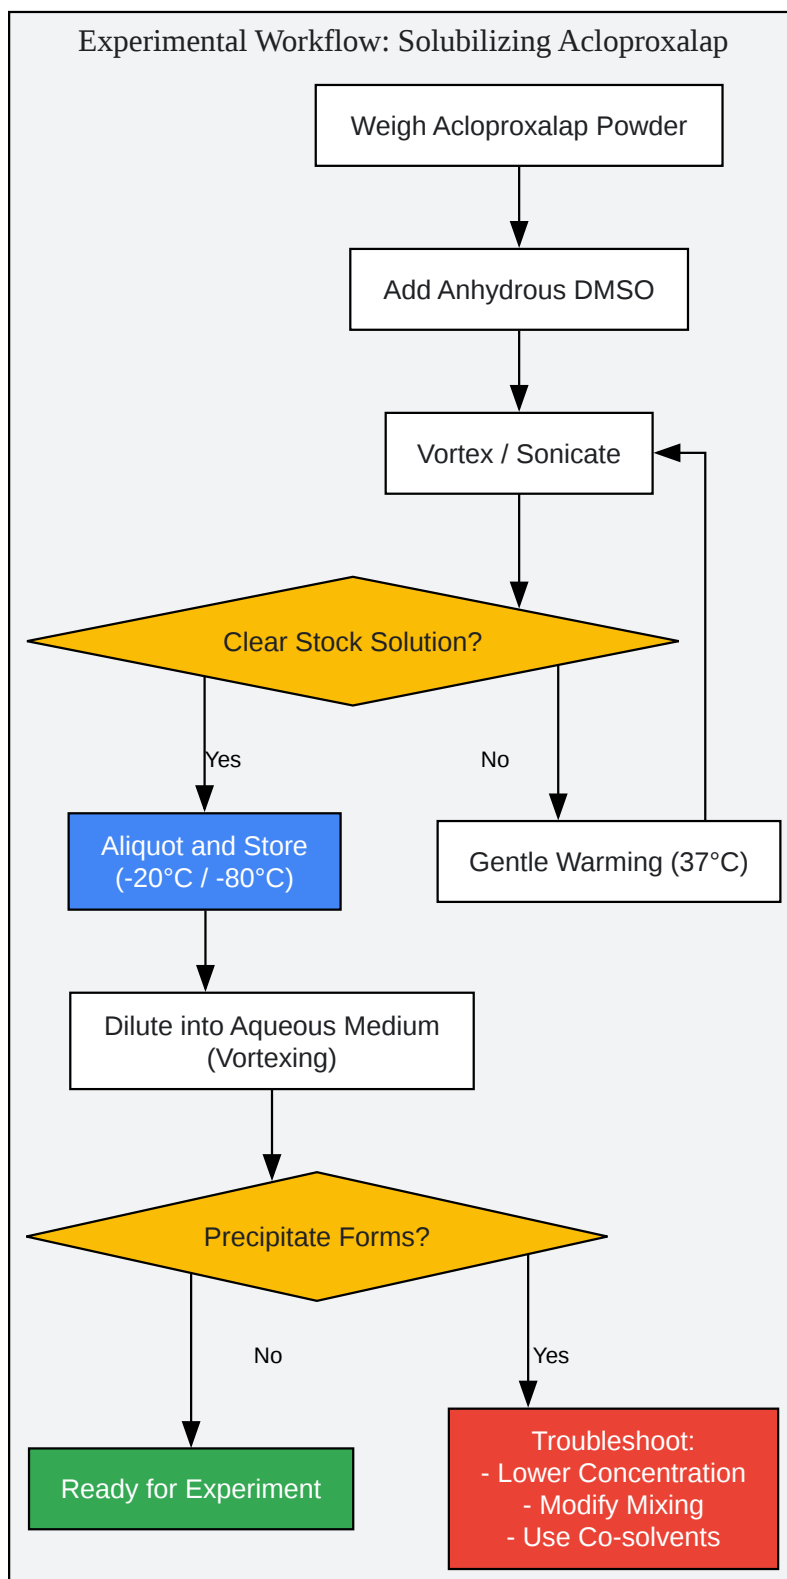 Experimental Workflow: Solubilizing Acloproxalap
Weigh Acloproxalap Powder
Add Anhydrous DMSO
Vortex / Sonicate
Clear Stock Solution?
Yes
No
Aliquot and Store
(-20°C / -80°C)
Gentle Warming (37°C)
Dilute into Aqueous Medium
(Vortexing)
Precipitate Forms?
No
Yes
Ready for Experiment
Troubleshoot:
- Lower Concentration
- Modify Mixing
- Use Co-solvents